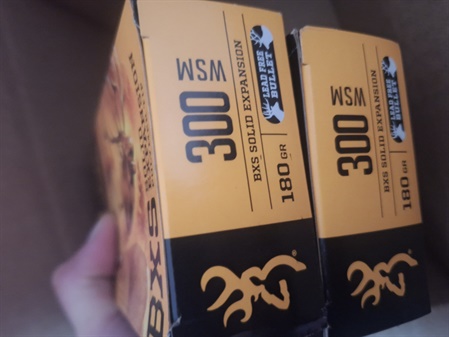 300
WSM
LEAD FREE
BULLET
BXS SOLID EXPANSION
180 GR
BXS
300
WSM
LEAD FREE
BULLET
BXS SOLID EXPANSION
180 GR